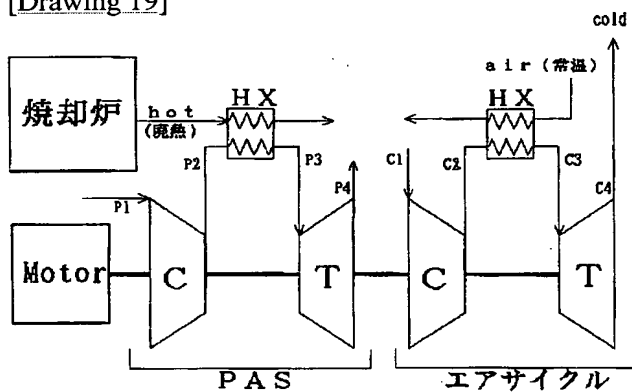 [Drawing 19]
cold
air (常温)
焼却炉
hot
(廃熱)
HX
HX
P1
P2
P3
P4
C1
C2
C3
C4
Motor
C
T
C
T
PAS
エアサイクル